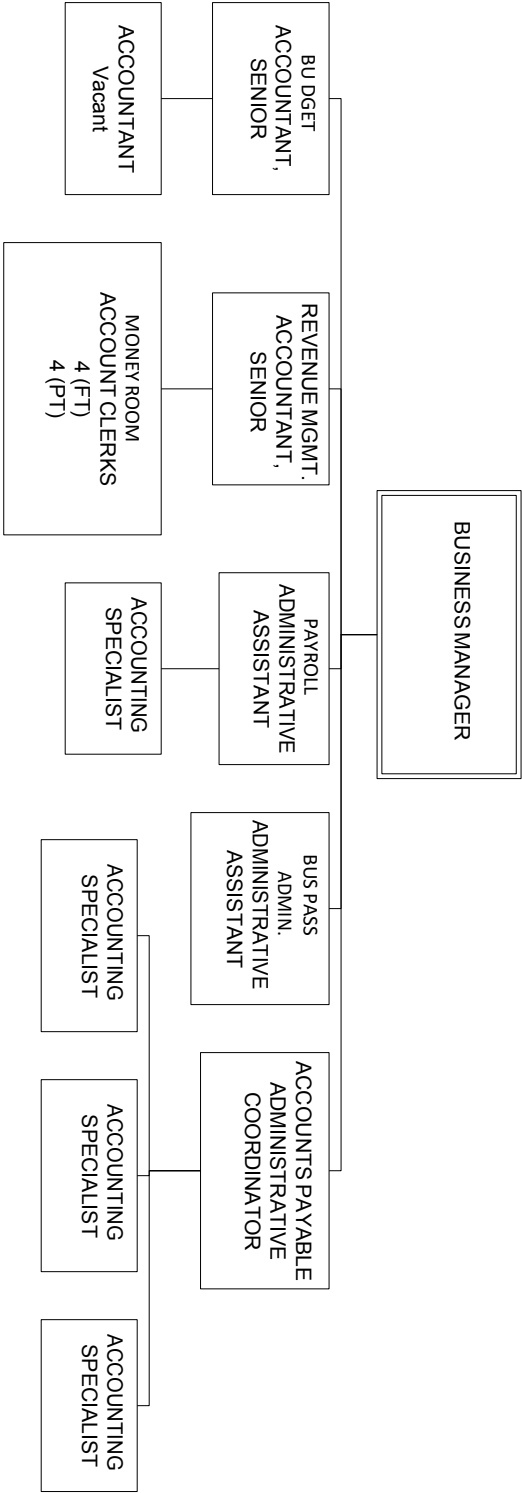 BUSINESS MANAGER
BU DGET
ACCOUNTANT,
SENIOR
REVENUE MGMT.
ACCOUNTANT,
SENIOR
PAYROLL
ADMINISTRATIVE
ASSISTANT
BUS PASS
ADMIN.
ADMINISTRATIVE
ASSISTANT
ACCOUNTS PAYABLE
ADMINISTRATIVE
COORDINATOR
ACCOUNTANT
Vacant
MONEY ROOM
ACCOUNT CLERKS
4 (FT)
4 (PT)
ACCOUNTING
SPECIALIST
ACCOUNTING
SPECIALIST
ACCOUNTING
SPECIALIST
ACCOUNTING
SPECIALIST